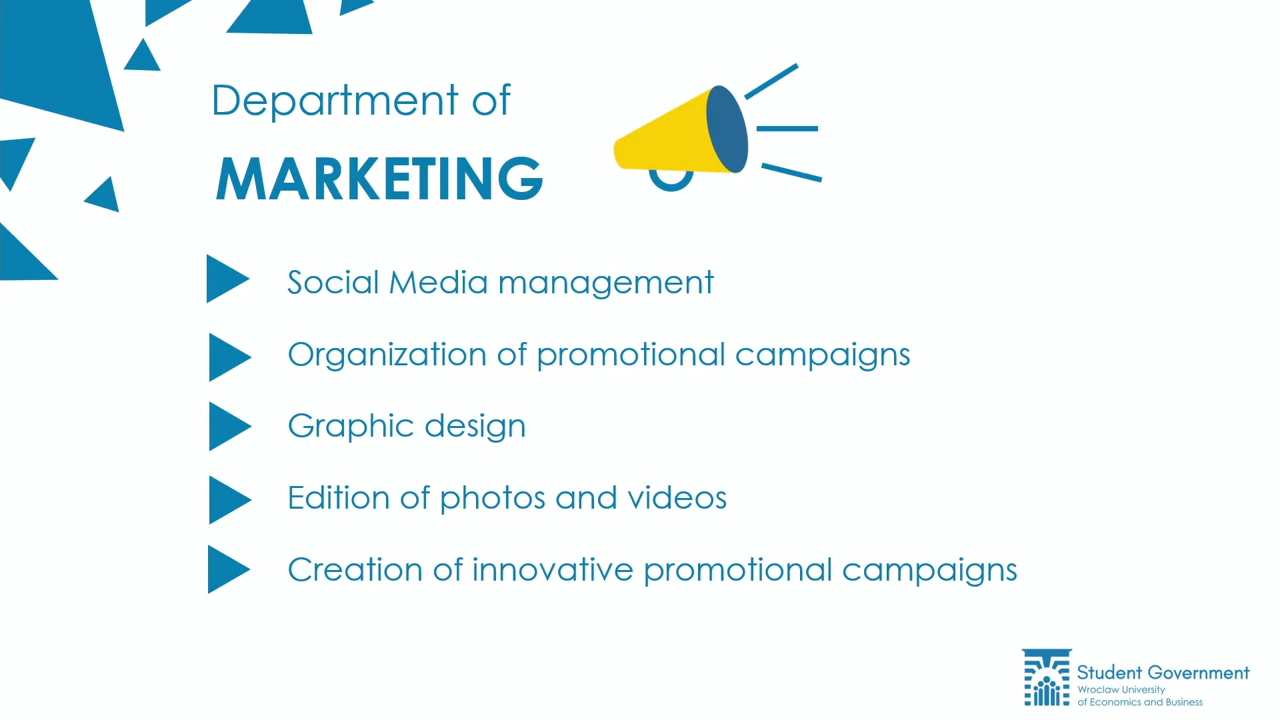 Department of
MARKETING
Social Media management
Organization of promotional campaigns
Graphic design
Edition of photos and videos
Creation of innovative promotional campaigns
Student Government
Wroclaw University
of Economics and Business